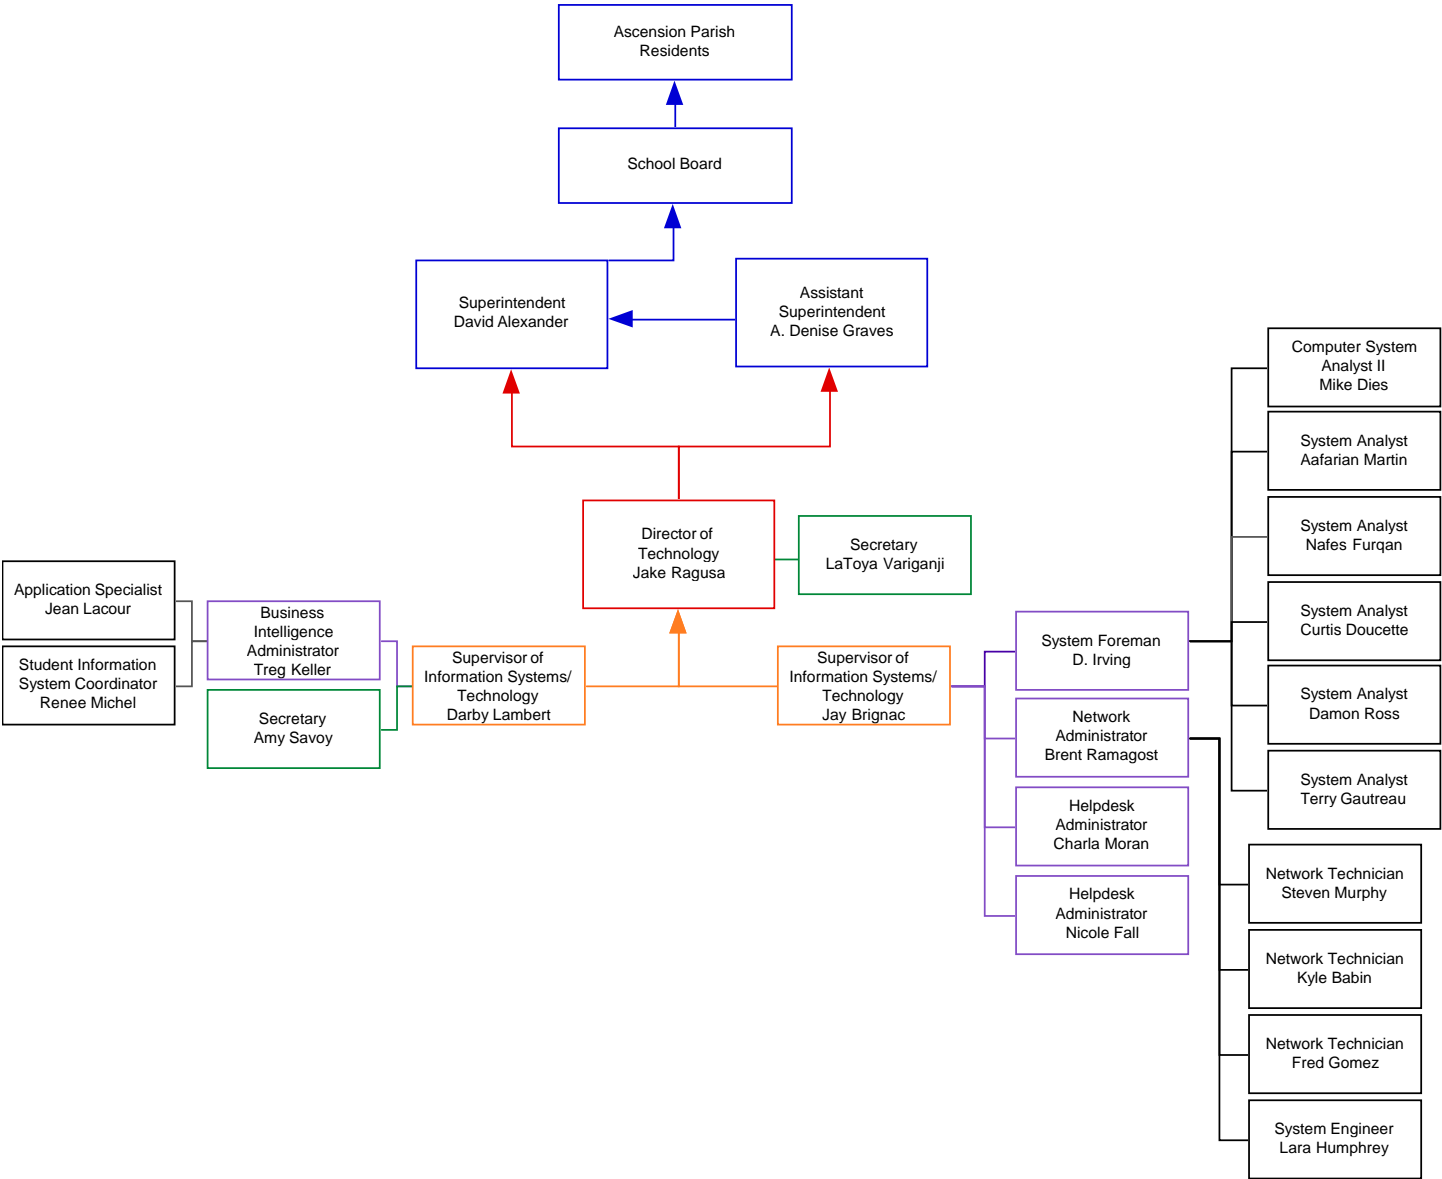 Ascension Parish
Residents
School Board
Superintendent
David Alexander
Assistant
Superintendent
A. Denise Graves
Director of
Technology
Jake Ragusa
Secretary
LaToya Variganji
Application Specialist
Jean Lacour
Student Information
System Coordinator
Renee Michel
Business
Intelligence
Administrator
Treg Keller
Secretary
Amy Savoy
Supervisor of
Information Systems/
Technology
Darby Lambert
Supervisor of
Information Systems/
Technology
Jay Brignac
System Foreman
D. Irving
Network
Administrator
Brent Ramagost
Helpdesk
Administrator
Charla Moran
Helpdesk
Administrator
Nicole Fall
Computer System
Analyst II
Mike Dies
System Analyst
Aafarian Martin
System Analyst
Nafes Furqan
System Analyst
Curtis Doucette
System Analyst
Damon Ross
System Analyst
Terry Gautreau
Network Technician
Steven Murphy
Network Technician
Kyle Babin
Network Technician
Fred Gomez
System Engineer
Lara Humphrey